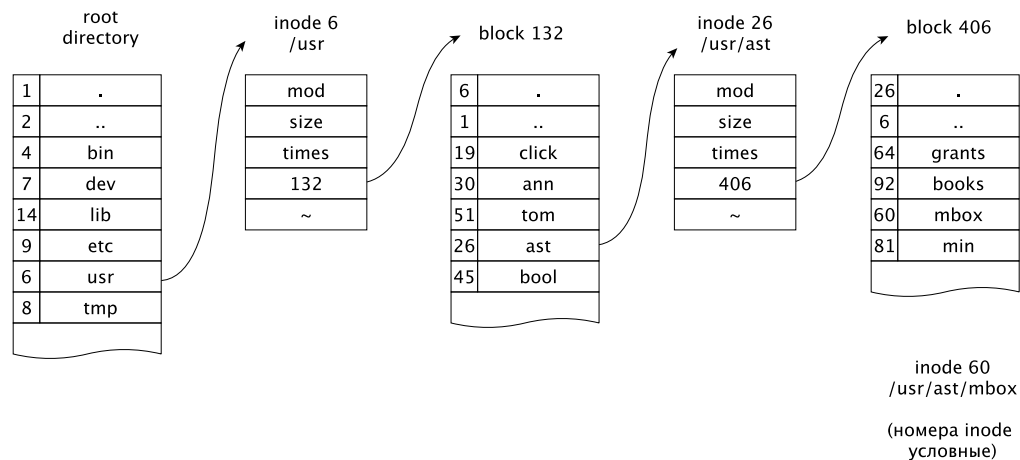 root
directory
1 .
2 ..
4 bin
7 dev
14 lib
9 etc
6 usr
8 tmp
inode 6
/usr
mod
size
times
132
~
block 132
6 .
1 ..
19 click
30 ann
51 tom
26 ast
45 bool
inode 26
/usr/ast
mod
size
times
406
~
block 406
26 .
6 ..
64 grants
92 books
60 mbox
81 min
inode 60
/usr/ast/mbox
(номера inode
условные)